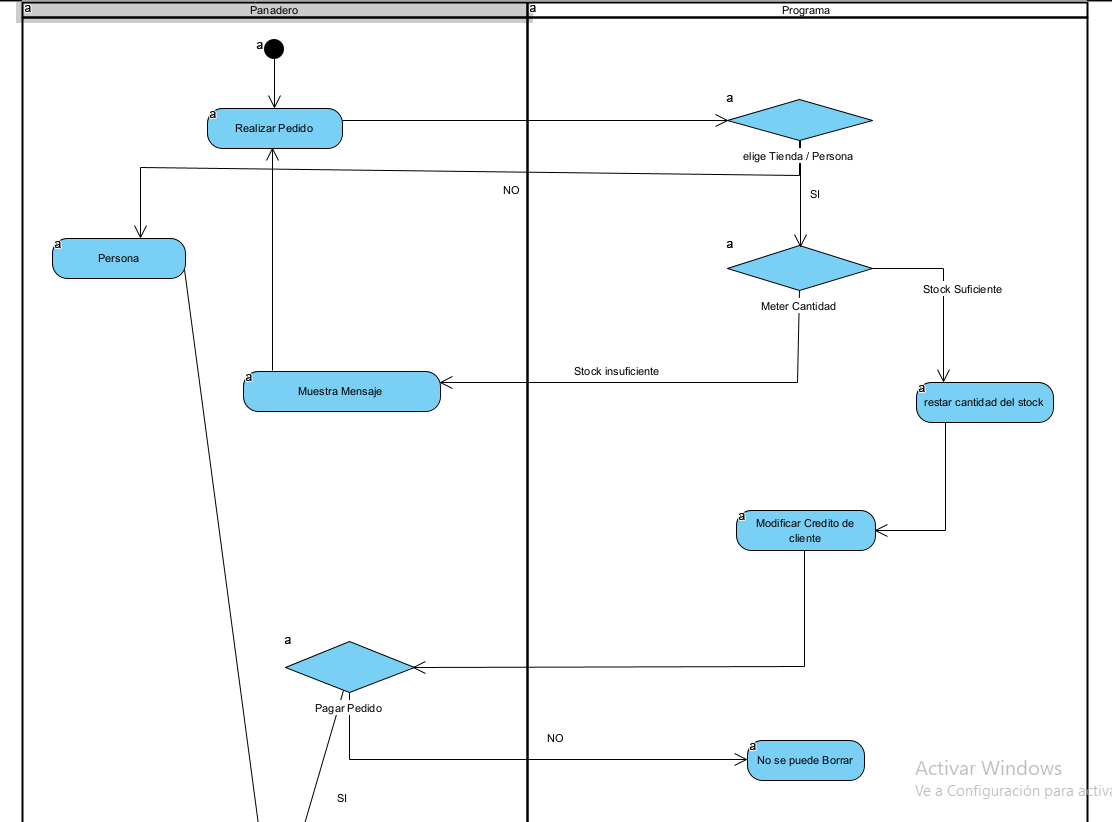 a Panadero
a Programa
a
a
Realizar Pedido
a
elige Tienda / Persona
NO
SI
a
Persona
a
Meter Cantidad
Stock Suficiente
Stock insuficiente
a
Muestra Mensaje
a
restar cantidad del stock
a
Modificar Credito de
cliente
a
Pagar Pedido
NO
SI
a
No se puede Borrar
Activar Windows
Ve a Configuración para activa